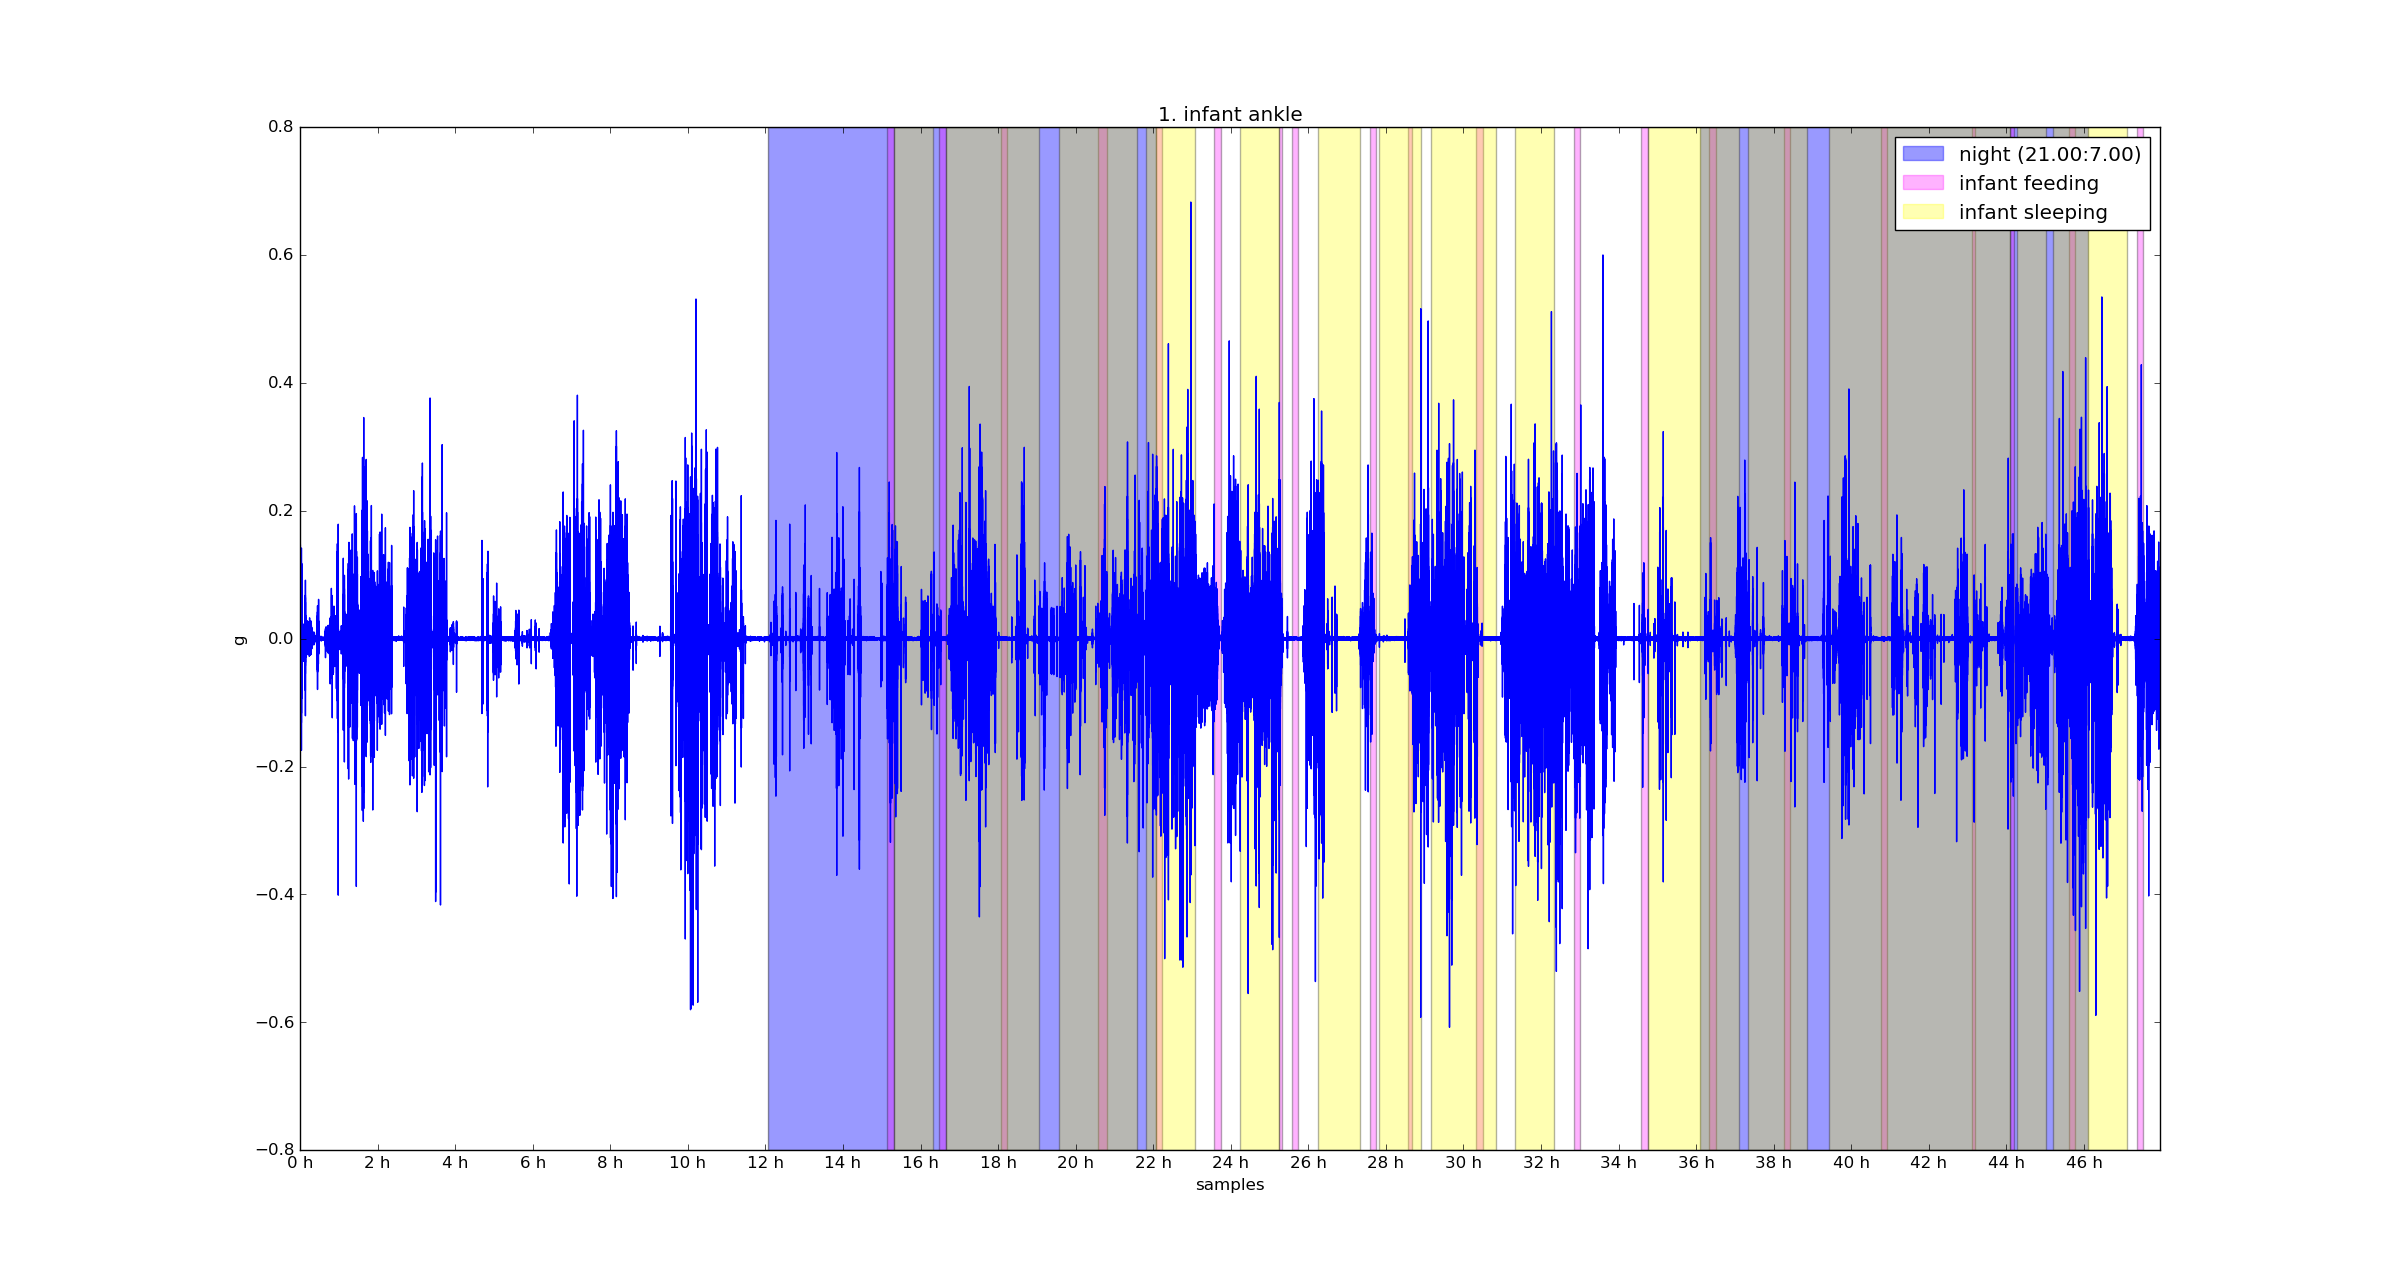 1. infant ankle
0.8
0.6
0.4
0.2
0.0
−0.2
−0.4
−0.6
−0.8
g
night (21.00:7.00)
infant feeding
infant sleeping
0 h 2 h 4 h 6 h 8 h 10 h 12 h 14 h 16 h 18 h 20 h 22 h 24 h 26 h 28 h 30 h 32 h 34 h 36 h 38 h 40 h 42 h 44 h 46 h
samples